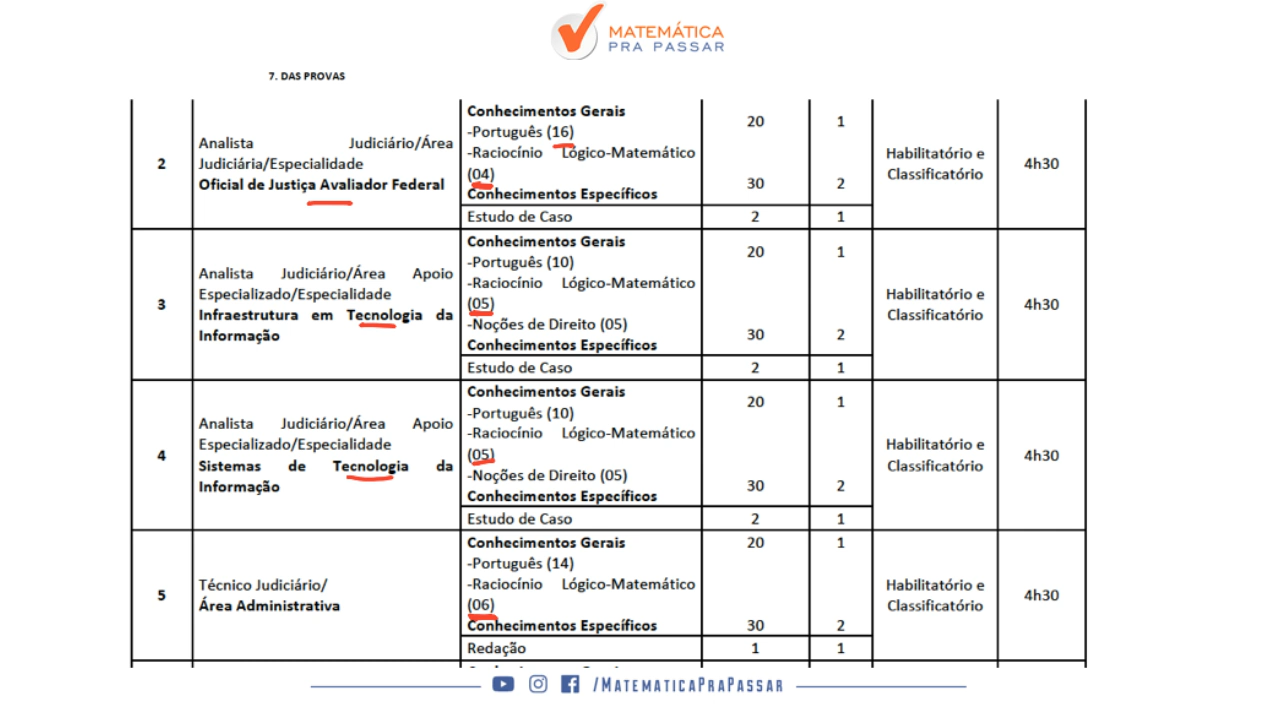 MATEMÁTICA
PRA PASSAR
7. DAS PROVAS
2
Analista Judiciário/Área
Judiciária/Especialidade
Oficial de Justiça Avaliador Federal
Conhecimentos Gerais
-Português (16)
-Raciocínio Lógico-Matemático
(04)
Conhecimentos Específicos
20 1
30 2
Estudo de Caso 2 1
Habilitatório e
Classificatório
4h30
3
Analista Judiciário/Área Apoio
Especializado/Especialidade
Infraestrutura em Tecnologia da
Informação
Conhecimentos Gerais
-Português (10)
-Raciocínio Lógico-Matemático
(05)
-Noções de Direito (05)
Conhecimentos Específicos
20 1
30 2
Estudo de Caso 2 1
Habilitatório e
Classificatório
4h30
4
Analista Judiciário/Área Apoio
Especializado/Especialidade
Sistemas de Tecnologia da
Informação
Conhecimentos Gerais
-Português (10)
-Raciocínio Lógico-Matemático
(05)
-Noções de Direito (05)
Conhecimentos Específicos
20 1
30 2
Estudo de Caso 2 1
Habilitatório e
Classificatório
4h30
5
Técnico Judiciário/
Área Administrativa
Conhecimentos Gerais
-Português (14)
-Raciocínio Lógico-Matemático
(06)
Conhecimentos Específicos
20 1
30 2
Redação 1 1
Habilitatório e
Classificatório
4h30
/MATEMATICAPRAPASSAR